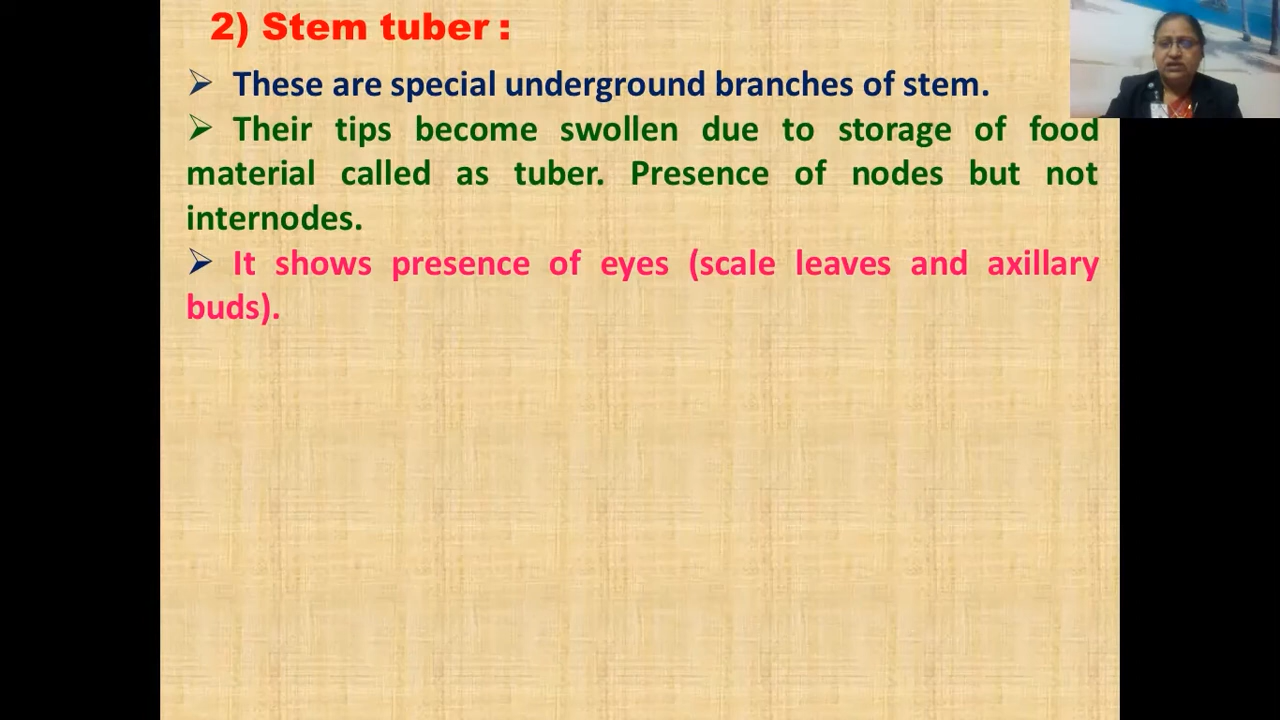 2) Stem tuber :
➢ These are special underground branches of stem.
➢ Their tips become swollen due to storage of food
material called as tuber. Presence of nodes but not
internodes.
➢ It shows presence of eyes (scale leaves and axillary
buds).